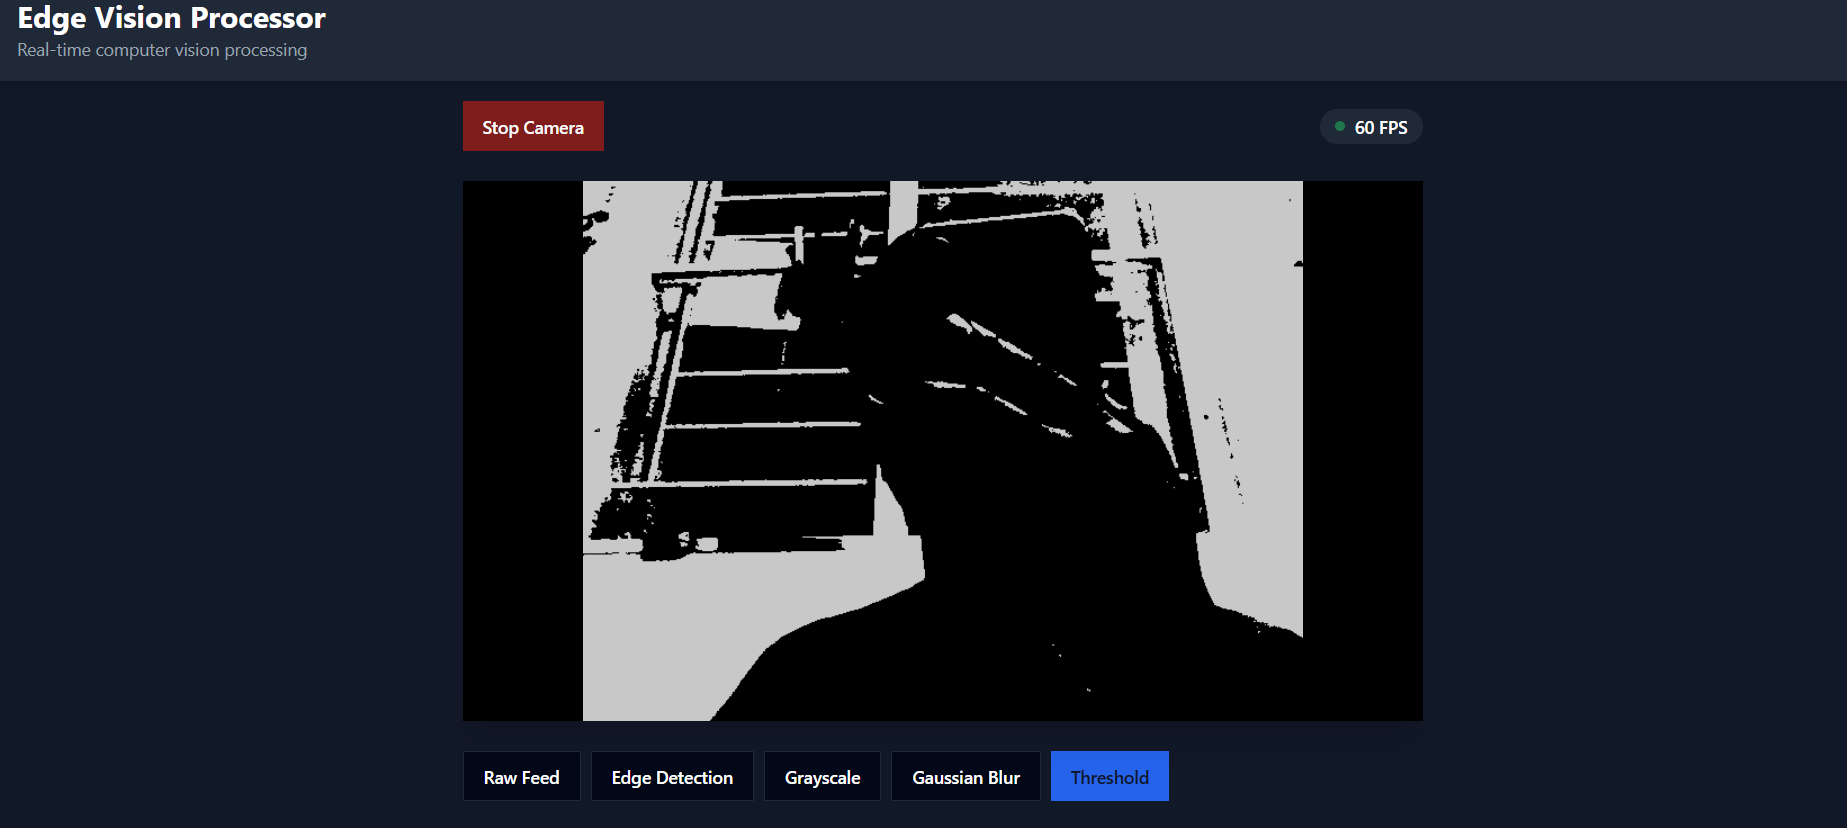 Edge Vision Processor
Real-time computer vision processing
Stop Camera
60 FPS
Raw Feed
Edge Detection
Grayscale
Gaussian Blur
Threshold